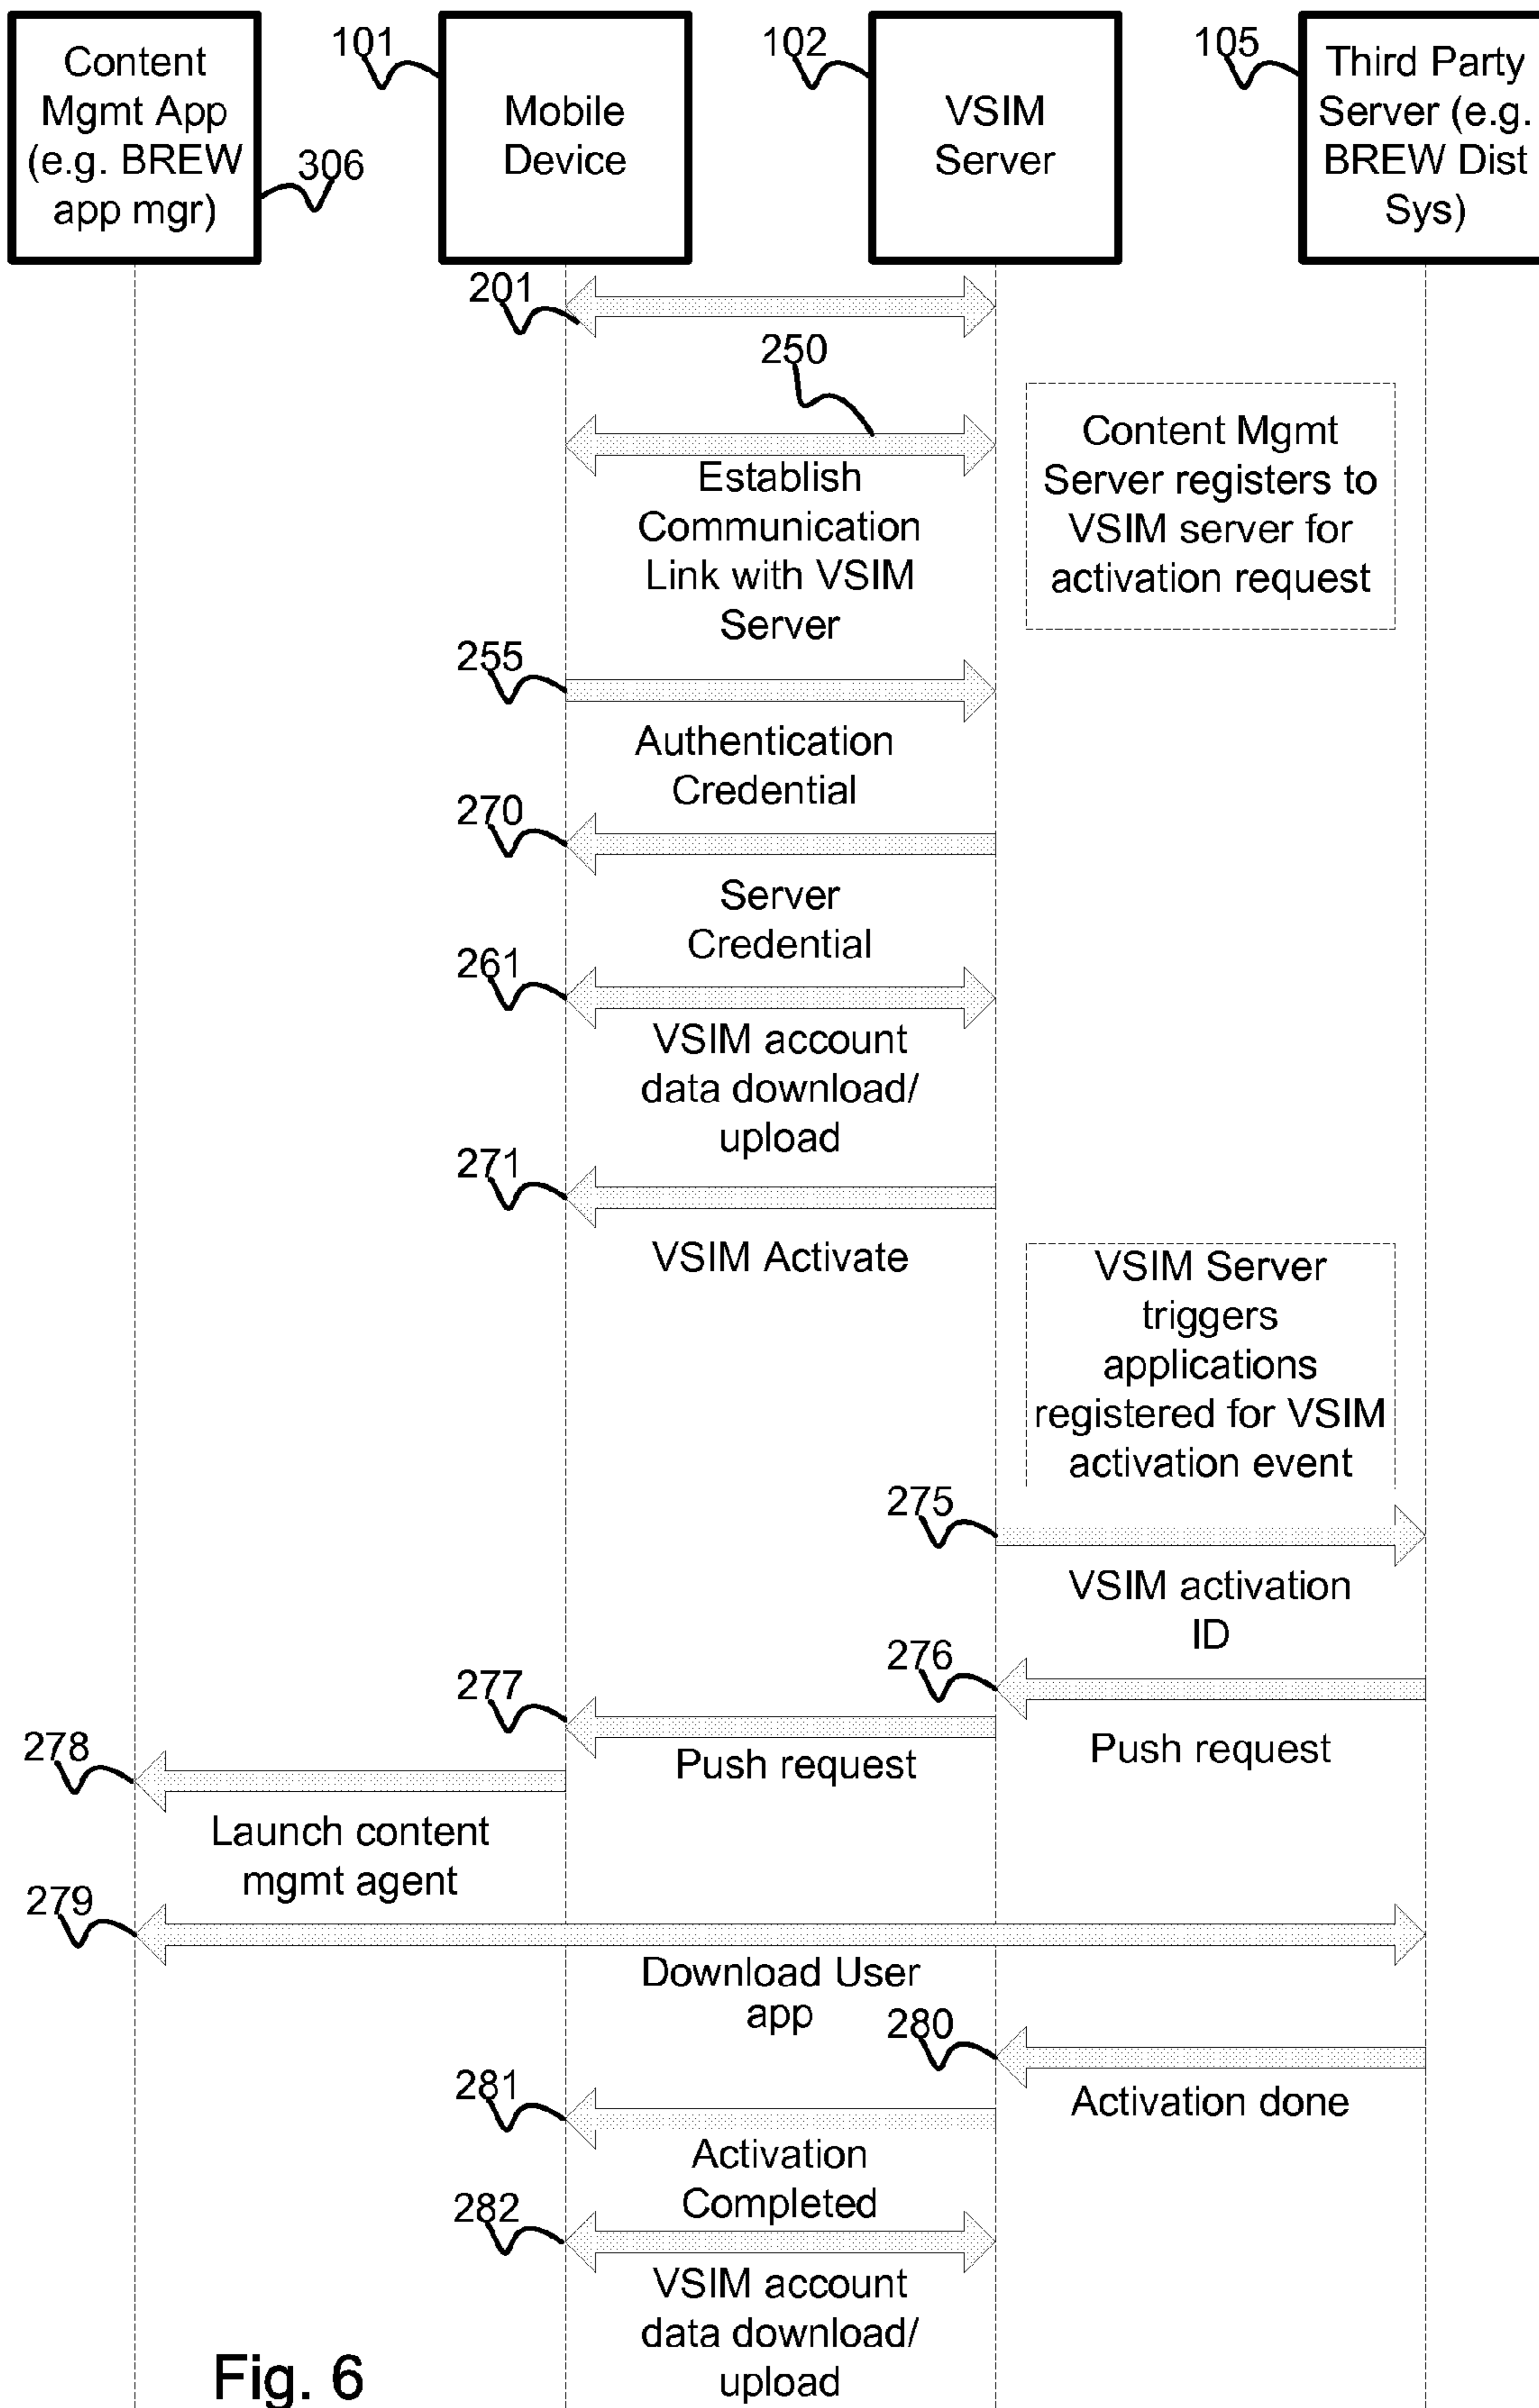 Content
Mgmt App
(e.g. BREW
app mgr)
306
101
Mobile
Device
102
VSIM
Server
105
Third Party
Server (e.g.
BREW Dist
Sys)
201
250
Establish
Communication
Link with VSIM
Server
Content Mgmt
Server registers to
VSIM server for
activation request
255
Authentication
Credential
270
Server
Credential
261
VSIM account
data download/
upload
271
VSIM Activate
VSIM Server
triggers
applications
registered for VSIM
activation event
275
VSIM activation
ID
276
Push request
277
Push request
278
Launch content
mgmt agent
279
Download User
app
280
Activation done
281
Activation
Completed
282
VSIM account
data download/
upload
Fig. 6